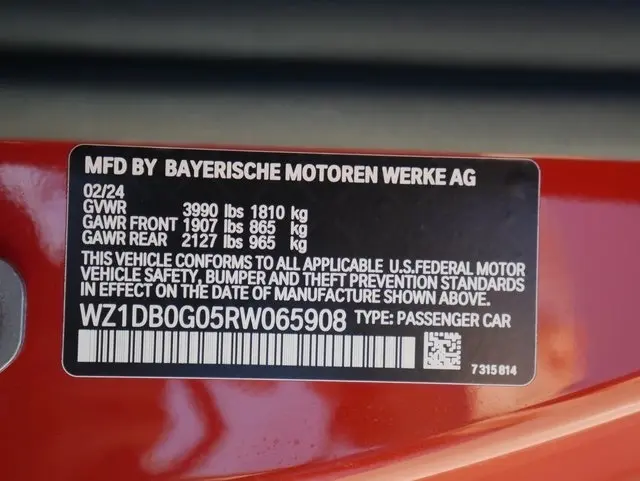 MFD BY BAYERISCHE MOTOREN WERKE AG
02/24
GVWR 3990 lbs 1810 kg
GAWR FRONT 1907 lbs 865 kg
GAWR REAR 2127 lbs 965 kg
THIS VEHICLE CONFORMS TO ALL APPLICABLE U.S.FEDERAL MOTOR
VEHICLE SAFETY, BUMPER AND THEFT PREVENTION STANDARDS
IN EFFECT ON THE DATE OF MANUFACTURE SHOWN ABOVE.
WZ1DB0G05RW065908 TYPE: PASSENGER CAR
7 315 814